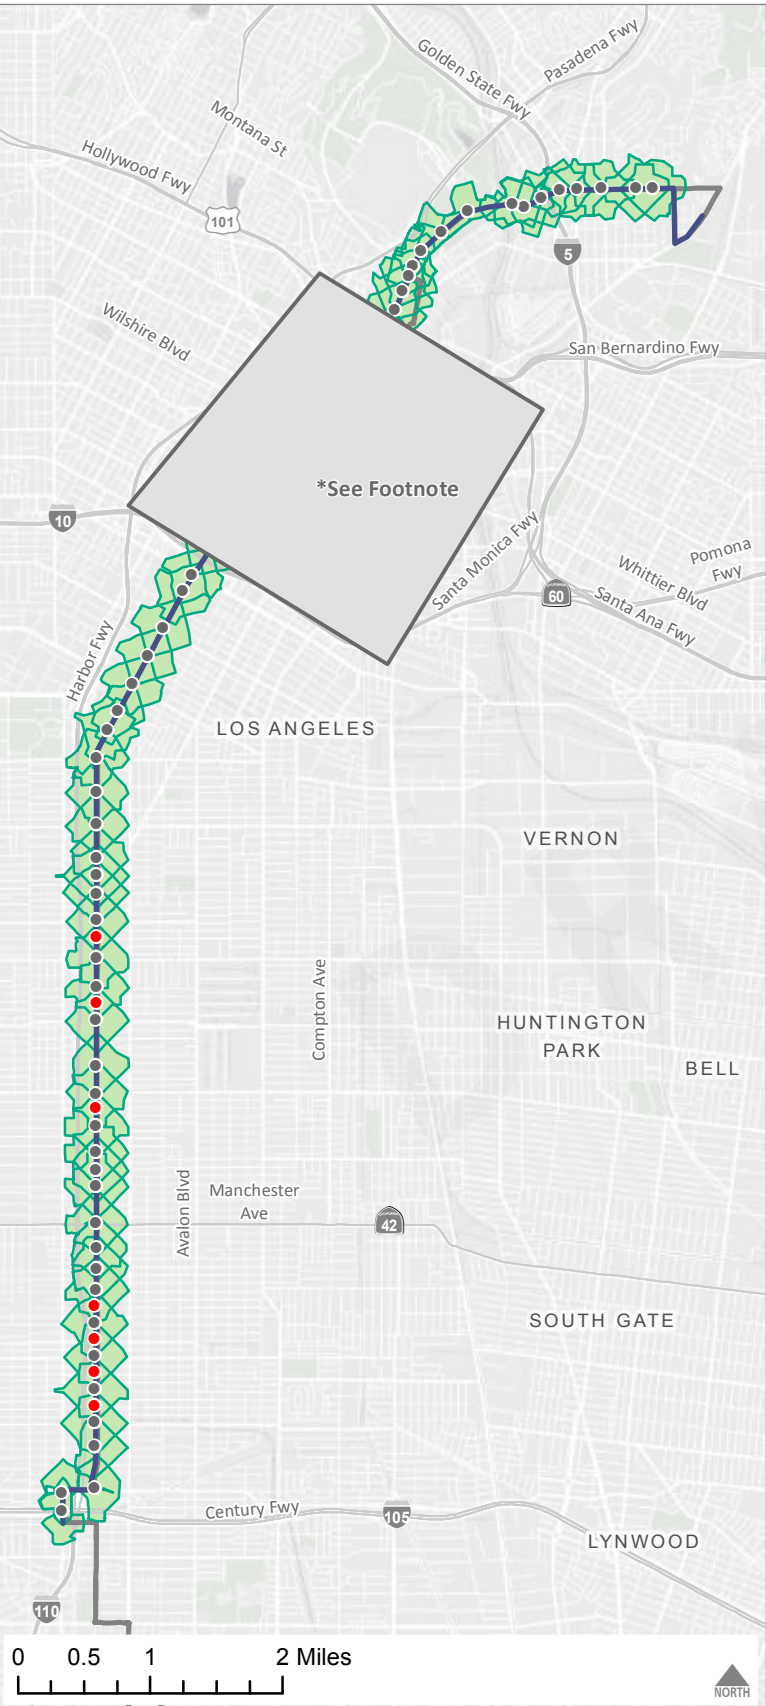 Golden State Fwy
Pasadena Fwy
Montana St
Hollywood Fwy
101
5
Wilshire Blvd
San Bernardino Fwy
*See Footnote
10
Santa Monica Fwy
Pomona
Fwy
Whittier Blvd
60
Santa Ana Fwy
Harbor Fwy
LOS ANGELES
VERNON
Compton Ave
HUNTINGTON
PARK
BELL
Avalon Blvd
Manchester
Ave
CALIFORNIA
42
SOUTH GATE
Century Fwy
105
LYNWOOD
110
0 0.5 1 2 Miles
NORTH